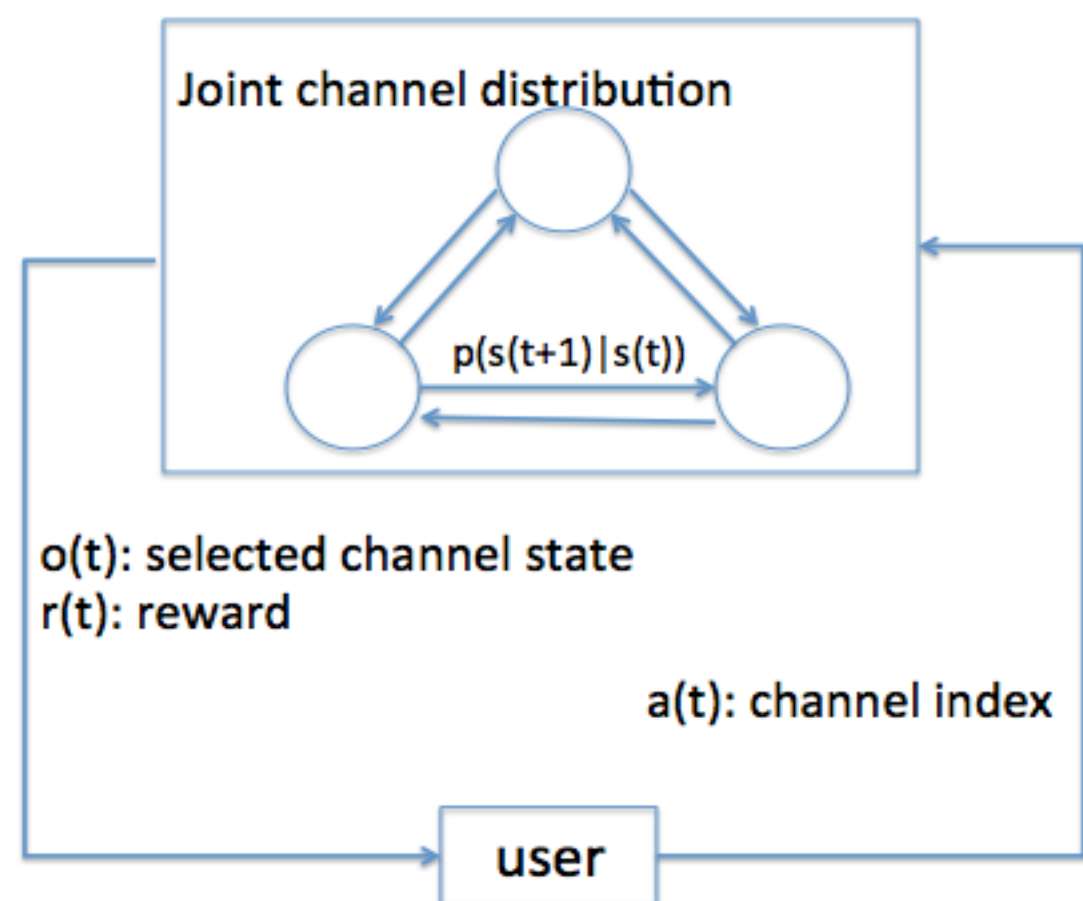 Joint channel distribution
p(s(t+1)|s(t))
o(t): selected channel state
r(t): reward
a(t): channel index
user